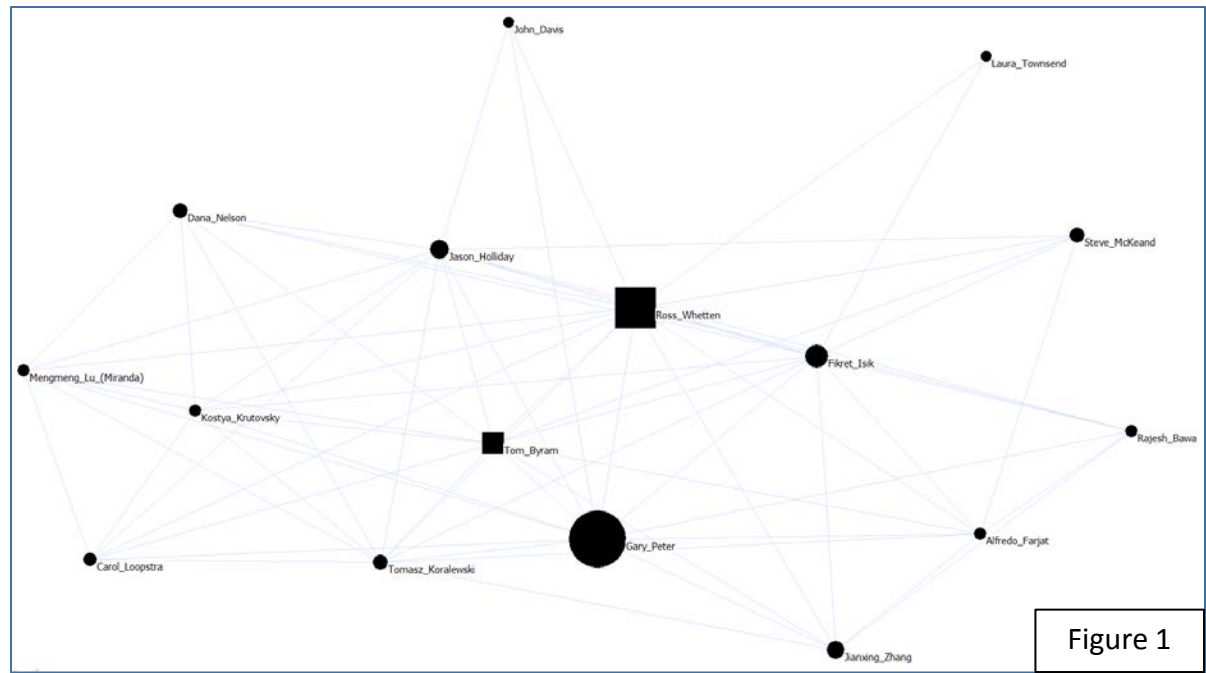 John_Davis
Laura_Townsend
Dana_Nelson
Steve_McKeand
Jason_Holliday
Ross_Whetten
Fikret_Isik
Mengmeng_Lu_(Miranda)
Kostya_Krutovsky
Rajesh_Bawa
Tom_Byram
Alfredo_Farjat
Gary_Peter
Carol_Loopstra
Tomasz_Koralewski
Jianxing_Zhang
Figure 1